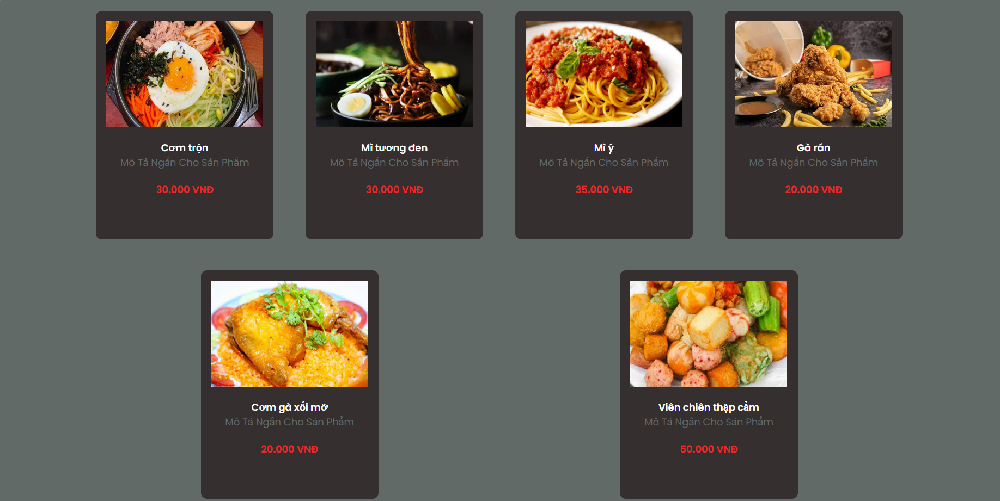 Cơm trộn
Mô Tả Ngắn Cho Sản Phẩm
30.000 VNĐ
Mì tương đen
Mô Tả Ngắn Cho Sản Phẩm
30.000 VNĐ
Mì ý
Mô Tả Ngắn Cho Sản Phẩm
35.000 VNĐ
Gà rán
Mô Tả Ngắn Cho Sản Phẩm
20.000 VNĐ
Cơm gà xối mỡ
Mô Tả Ngắn Cho Sản Phẩm
20.000 VNĐ
Viên chiên thập cẩm
Mô Tả Ngắn Cho Sản Phẩm
50.000 VNĐ